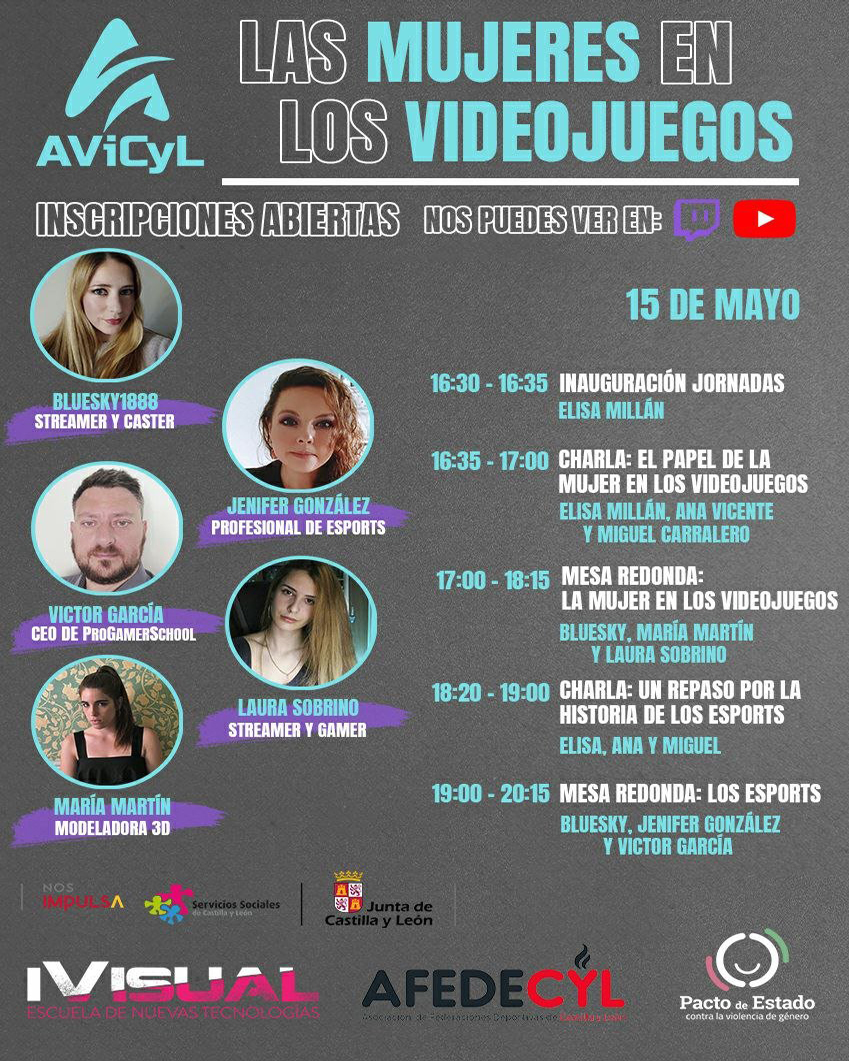 AViCyL
LAS MUJERES EN
LOS VIDEOJUEGOS
INSCRIPCIONES ABIERTAS
NOS PUEDES VER EN:
BLUESKY1888
STREAMER Y CASTER
JENIFER GONZÁLEZ
PROFESIONAL DE ESPORTS
VICTOR GARCÍA
CEO DE PROGAMERSCHOOL
LAURA SOBRINO
STREAMER Y GAMER
MARÍA MARTÍN
MODELADORA 3D
15 DE MAYO
16:30 - 16:35 INAUGURACIÓN JORNADAS
ELISA MILLÁN
16:35 - 17:00 CHARLA: EL PAPEL DE LA
MUJER EN LOS VIDEOJUEGOS
ELISA MILLÁN, ANA VICENTE
Y MIGUEL CARRALERO
17:00 - 18:15 MESA REDONDA:
LA MUJER EN LOS VIDEOJUEGOS
BLUESKY, MARÍA MARTÍN
Y LAURA SOBRINO
18:20 - 19:00 CHARLA: UN REPASO POR LA
HISTORIA DE LOS ESPORTS
ELISA, ANA Y MIGUEL
19:00 - 20:15 MESA REDONDA: LOS ESPORTS
BLUESKY, JENIFER GONZÁLEZ
Y VICTOR GARCÍA
NOS
IMPULSA
Servicios Sociales
de Castilla y León
Junta de
Castilla y León
IVISUAL
ESCUELA DE NUEVAS TECNOLOGÍAS
AFEDECYL
Asociación de Federaciones Deportivas de Castilla y León
Pacto de Estado
contra la violencia de género